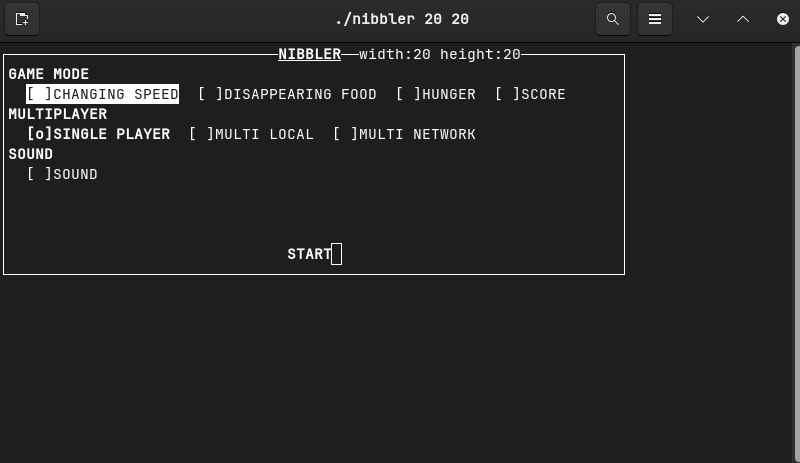 ./nibbler 20 20
NIBBLER width:20 height:20
GAME MODE
[ ]CHANGING SPEED [ ]DISAPPEARING FOOD [ ]HUNGER [ ]SCORE
MULTIPLAYER
[o]SINGLE PLAYER [ ]MULTI LOCAL [ ]MULTI NETWORK
SOUND
[ ]SOUND
START